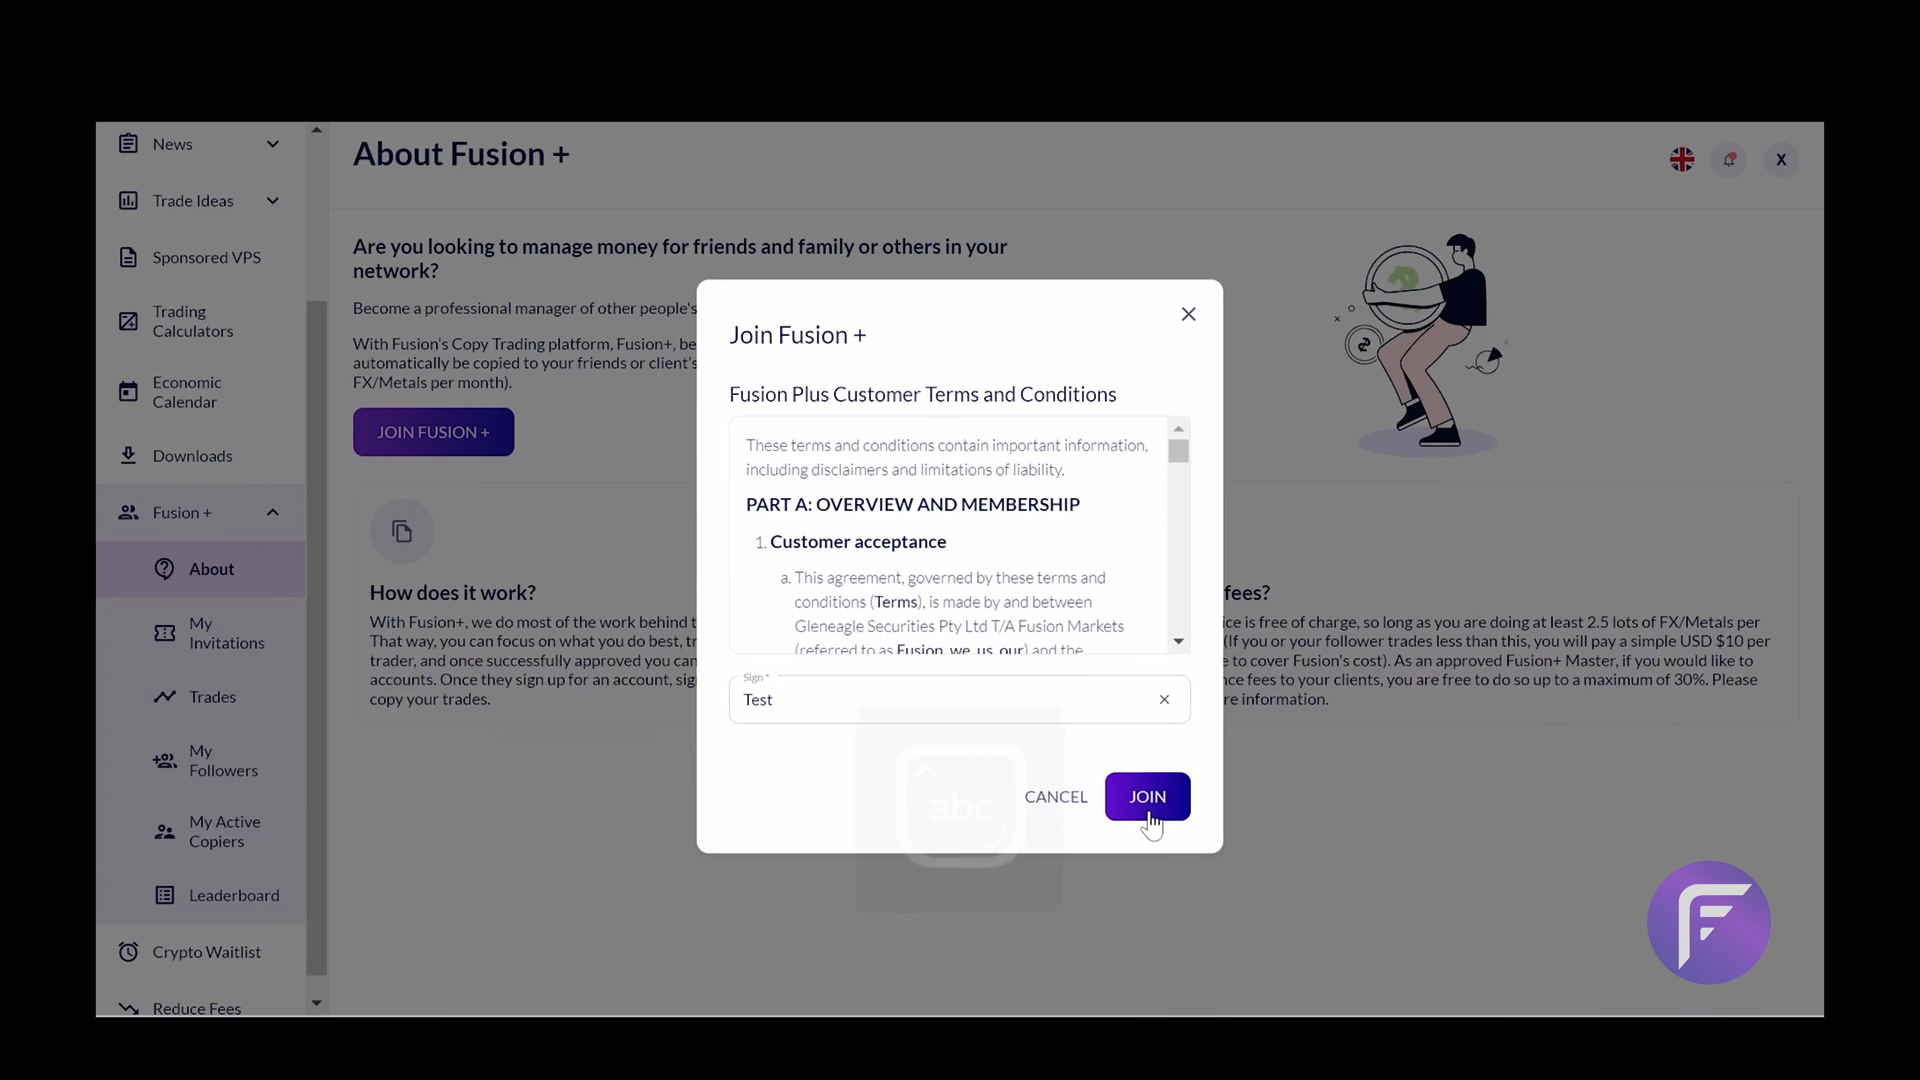 News
Trade Ideas
Sponsored VPS
Trading
Calculators
Economic
Calendar
Downloads
Fusion +
About
My
Invitations
Trades
My
Followers
My Active
Copiers
Leaderboard
Crypto Waitlist
Reduce Fees
About Fusion +
X
Are you looking to manage money for friends and family or others in your
network?
Become a professional manager of other people's
With Fusion's Copy Trading platform, Fusion+, be
automatically be copied to your friends or client's
FX/Metals per month).
JOIN FUSION +
How does it work?
With Fusion+, we do most of the work behind t
That way, you can focus on what you do best, tr
trader, and once successfully approved you can
accounts. Once they sign up for an account, sig
copy your trades.
fees?
ice is free of charge, so long as you are doing at least 2.5 lots of FX/Metals per
(If you or your follower trades less than this, you will pay a simple USD $10 per
e to cover Fusion's cost). As an approved Fusion+ Master, if you would like to
nce fees to your clients, you are free to do so up to a maximum of 30%. Please
re information.
Join Fusion +
Fusion Plus Customer Terms and Conditions
These terms and conditions contain important information,
including disclaimers and limitations of liability.
PART A: OVERVIEW AND MEMBERSHIP
1. Customer acceptance
a. This agreement, governed by these terms and
conditions (Terms), is made by and between
Gleneagle Securities Pty Ltd T/A Fusion Markets
(referred to as Fusion, we, us, our) and the
Sign *
Test
abc
CANCEL
JOIN
F